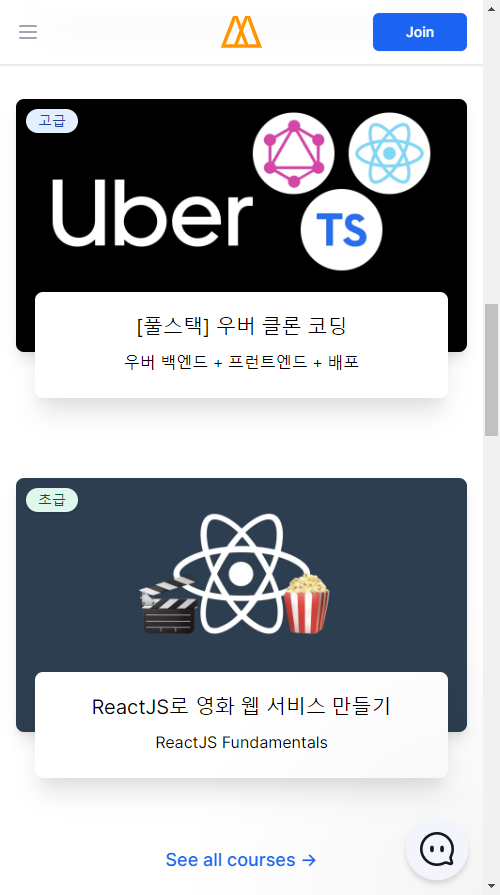 Join
고급
Uber
TS
[풀스택] 우버 클론 코딩
우버 백엔드 + 프런트엔드 + 배포
초급
ReactJS로 영화 웹 서비스 만들기
ReactJS Fundamentals
See all courses →